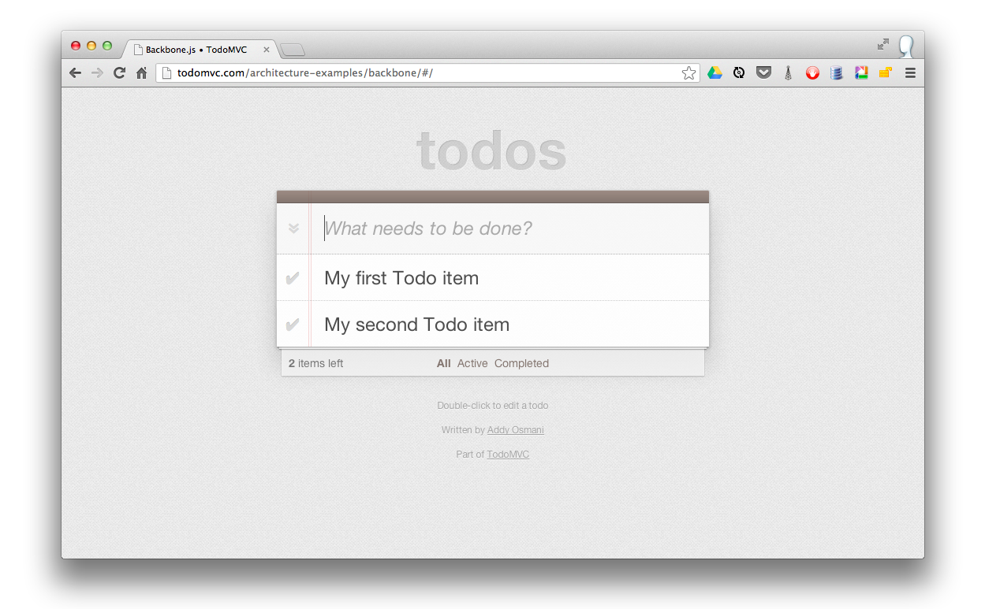 Backbone.js • TodoMVC
todomvc.com/architecture-examples/backbone/#/
todos
What needs to be done?
My first Todo item
My second Todo item
2 items left All Active Completed
Double-click to edit a todo
Written by Addy Osmani
Part of TodoMVC